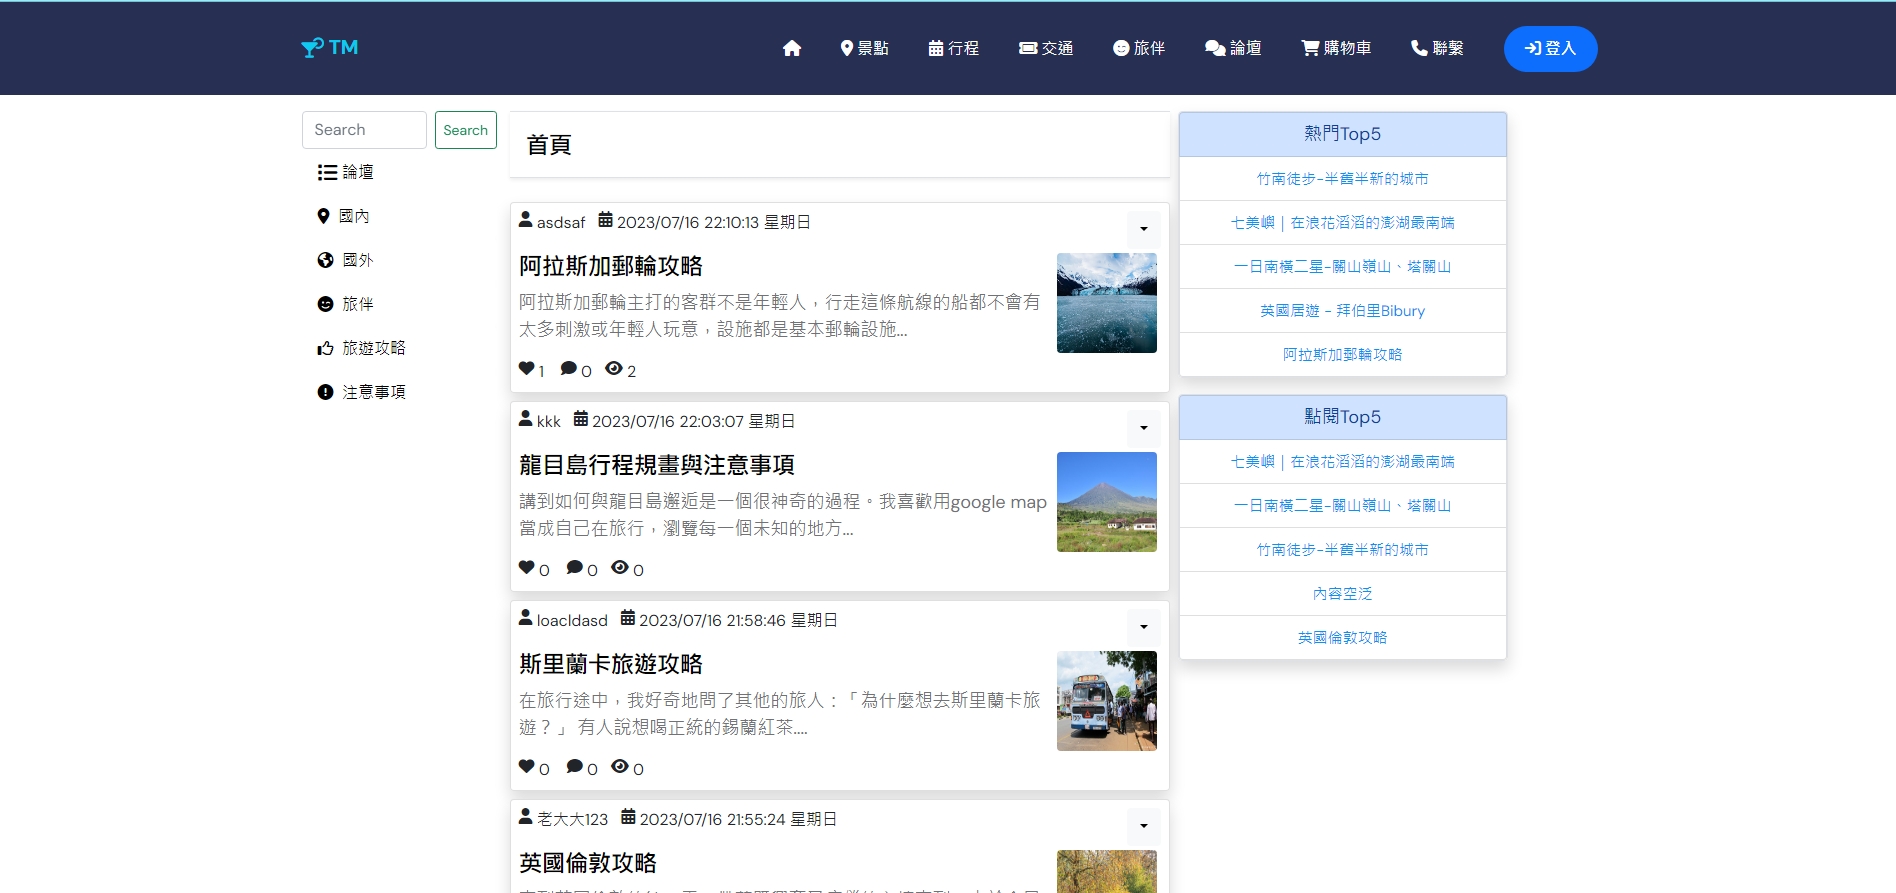 TM
景點
行程
交通
旅伴
論壇
購物車
聯繫
登入
Search
Search
論壇
國內
國外
旅伴
旅遊攻略
注意事項
首頁
asdsaf 2023/07/16 22:10:13 星期日
阿拉斯加郵輪攻略
阿拉斯加郵輪主打的客群不是年輕人，行走這條航線的船都不會有
太多刺激或年輕人玩意，設施都是基本郵輪設施...
1 0 2
kkk 2023/07/16 22:03:07 星期日
龍目島行程規畫與注意事項
講到如何與龍目島邂逅是一個很神奇的過程。我喜歡用google map
當成自己在旅行，瀏覽每一個未知的地方...
0 0 0
loacldasd 2023/07/16 21:58:46 星期日
斯里蘭卡旅遊攻略
在旅行途中，我好奇地問了其他的旅人：「為什麼想去斯里蘭卡旅
遊？」 有人說想喝正統的錫蘭紅茶....
0 0 0
老大大123 2023/07/16 21:55:24 星期日
英國倫敦攻略
熱門Top5
竹南徒步-半舊半新的城市
七美嶼｜在浪花滔滔的澎湖最南端
一日南橫二星-關山嶺山、塔關山
英國居遊 - 拜伯里Bibury
阿拉斯加郵輪攻略
點閱Top5
七美嶼｜在浪花滔滔的澎湖最南端
一日南橫二星-關山嶺山、塔關山
竹南徒步-半舊半新的城市
內容空泛
英國倫敦攻略